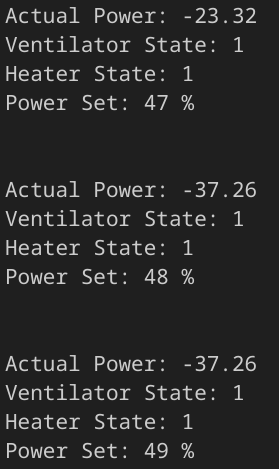 Actual Power: -23.32
Ventilator State: 1
Heater State: 1
Power Set: 47 %
Actual Power: -37.26
Ventilator State: 1
Heater State: 1
Power Set: 48 %
Actual Power: -37.26
Ventilator State: 1
Heater State: 1
Power Set: 49 %